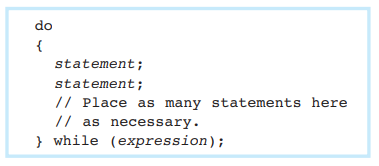 do
{
statement;
statement;
// Place as many statements here
// as necessary.
} while (expression);